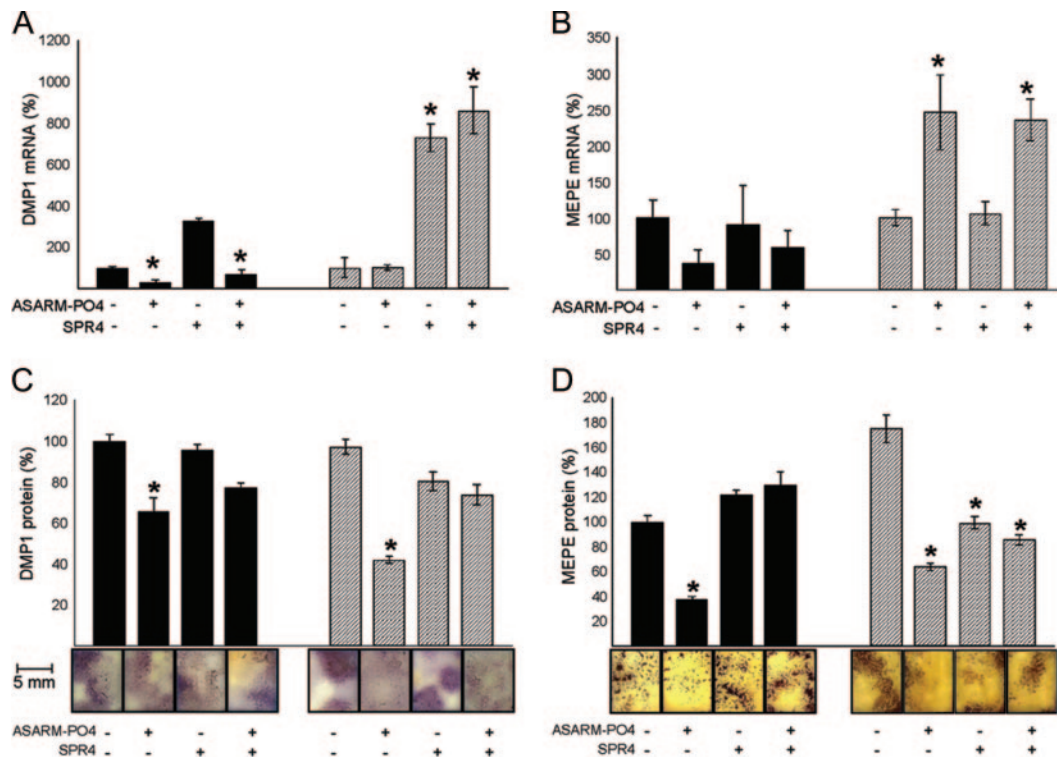 A
DMP1 mRNA (%)
1200
1000
800
600
400
200
* * * *
ASARM-PO4 - + - + - + - +
SPR4 - - + + - - + +
B
MEPE mRNA (%)
350
300
250
200
150
100
50
* *
ASARM-PO4 - + - + - + - +
SPR4 - - + + - - + +
C
DMP1 protein (%)
120
100
80
60
40
20
* *
5 mm
ASARM-PO4 - + - + - + - +
SPR4 - - + + - - + +
D
MEPE protein (%)
200
180
160
140
120
100
80
60
40
20
* * * *
ASARM-PO4 - + - + - + - +
SPR4 - - + + - - + +